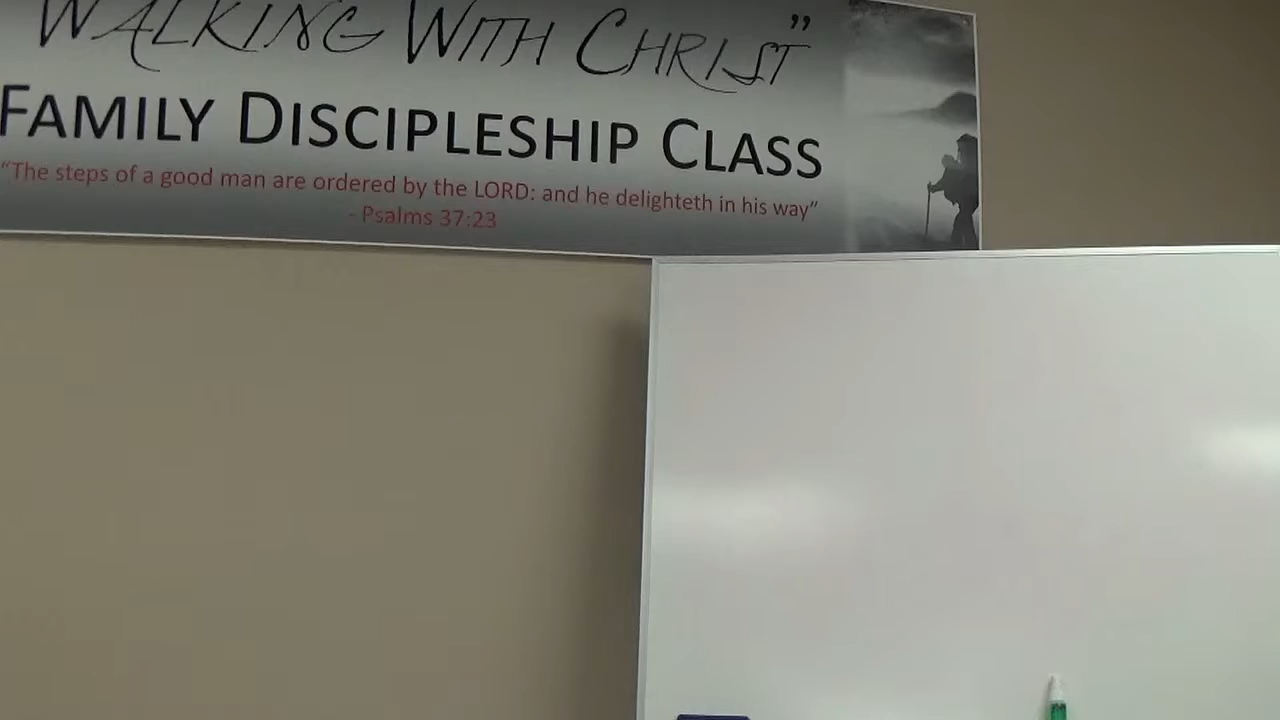 WALKING WITH CHRIST”
FAMILY DISCIPLESHIP CLASS
“The steps of a good man are ordered by the LORD: and he delighteth in his way”
- Psalms 37:23